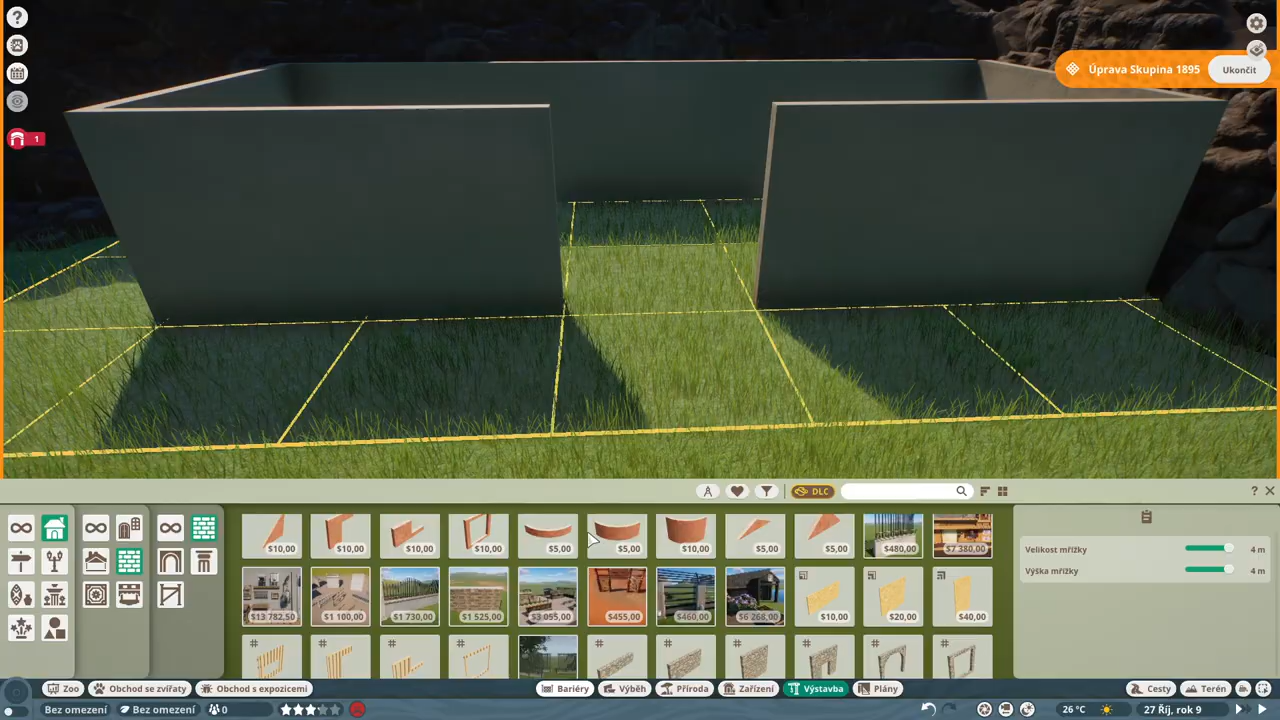 ?
Úprava Skupina 1895
Ukončit
1
DLC
?
$10,00
$10,00
$10,00
$10,00
$5,00
$5,00
$10,00
$5,00
$5,00
$480,00
$7 380,00
Velikost mřížky
4 m
Výška mřížky
4 m
$13 782,50
$1 100,00
$1 730,00
$1 525,00
$3 055,00
$455,00
$460,00
$6 268,00
$10,00
$20,00
$40,00
Zoo
Obchod se zvířaty
Obchod s expozicemi
Bariéry
Výběh
Příroda
Zařízení
Výstavba
Plány
Cesty
Terén
Bez omezení
Bez omezení
0
26 °C
27 Říj, rok 9